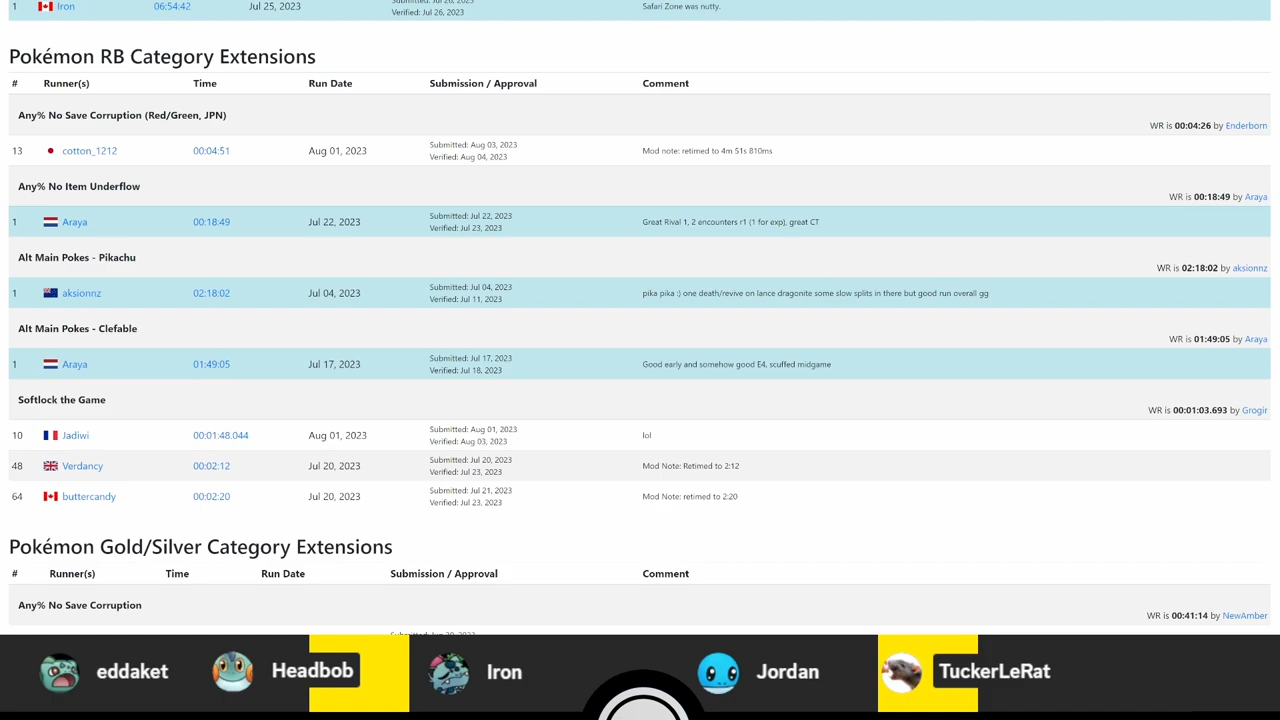 1 Iron 06:54:42 Jul 25, 2023 Submitted: Jul 26, 2023 Verified: Jul 26, 2023 Safari Zone was nutty.
Pokémon RB Category Extensions
# Runner(s) Time Run Date Submission / Approval Comment
Any% No Save Corruption (Red/Green, JPN)
WR is 00:04:26 by Enderborn
13 cotton_1212 00:04:51 Aug 01, 2023 Submitted: Aug 03, 2023 Verified: Aug 04, 2023 Mod note: retimed to 4m 51s 810ms
Any% No Item Underflow
WR is 00:18:49 by Araya
1 Araya 00:18:49 Jul 22, 2023 Submitted: Jul 22, 2023 Verified: Jul 23, 2023 Great Rival 1, 2 encounters r1 (1 for exp), great CT
Alt Main Pokes - Pikachu
WR is 02:18:02 by aksionnz
1 aksionnz 02:18:02 Jul 04, 2023 Submitted: Jul 04, 2023 Verified: Jul 11, 2023 pika pika :) one death/revive on lance dragonite some slow splits in there but good run overall gg
Alt Main Pokes - Clefable
WR is 01:49:05 by Araya
1 Araya 01:49:05 Jul 17, 2023 Submitted: Jul 17, 2023 Verified: Jul 18, 2023 Good early and somehow good E4, scuffed midgame
Softlock the Game
WR is 00:01:03.693 by Grogir
10 Jadiwi 00:01:48.044 Aug 01, 2023 Submitted: Aug 01, 2023 Verified: Aug 03, 2023 lol
48 Verdancy 00:02:12 Jul 20, 2023 Submitted: Jul 20, 2023 Verified: Jul 23, 2023 Mod Note: Retimed to 2:12
64 buttercandy 00:02:20 Jul 20, 2023 Submitted: Jul 21, 2023 Verified: Jul 23, 2023 Mod Note: retimed to 2:20
Pokémon Gold/Silver Category Extensions
# Runner(s) Time Run Date Submission / Approval Comment
Any% No Save Corruption
WR is 00:41:14 by NewAmber
eddaket Headbob Iron Jordan TuckerLeRat